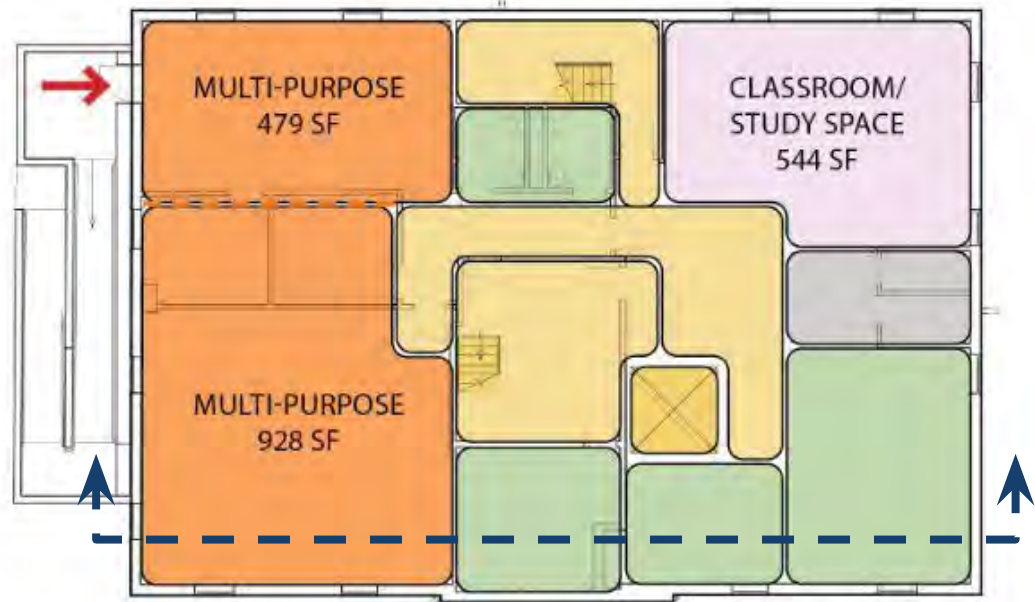 MULTI-PURPOSE
479 SF
CLASSROOM/
STUDY SPACE
544 SF
MULTI-PURPOSE
928 SF